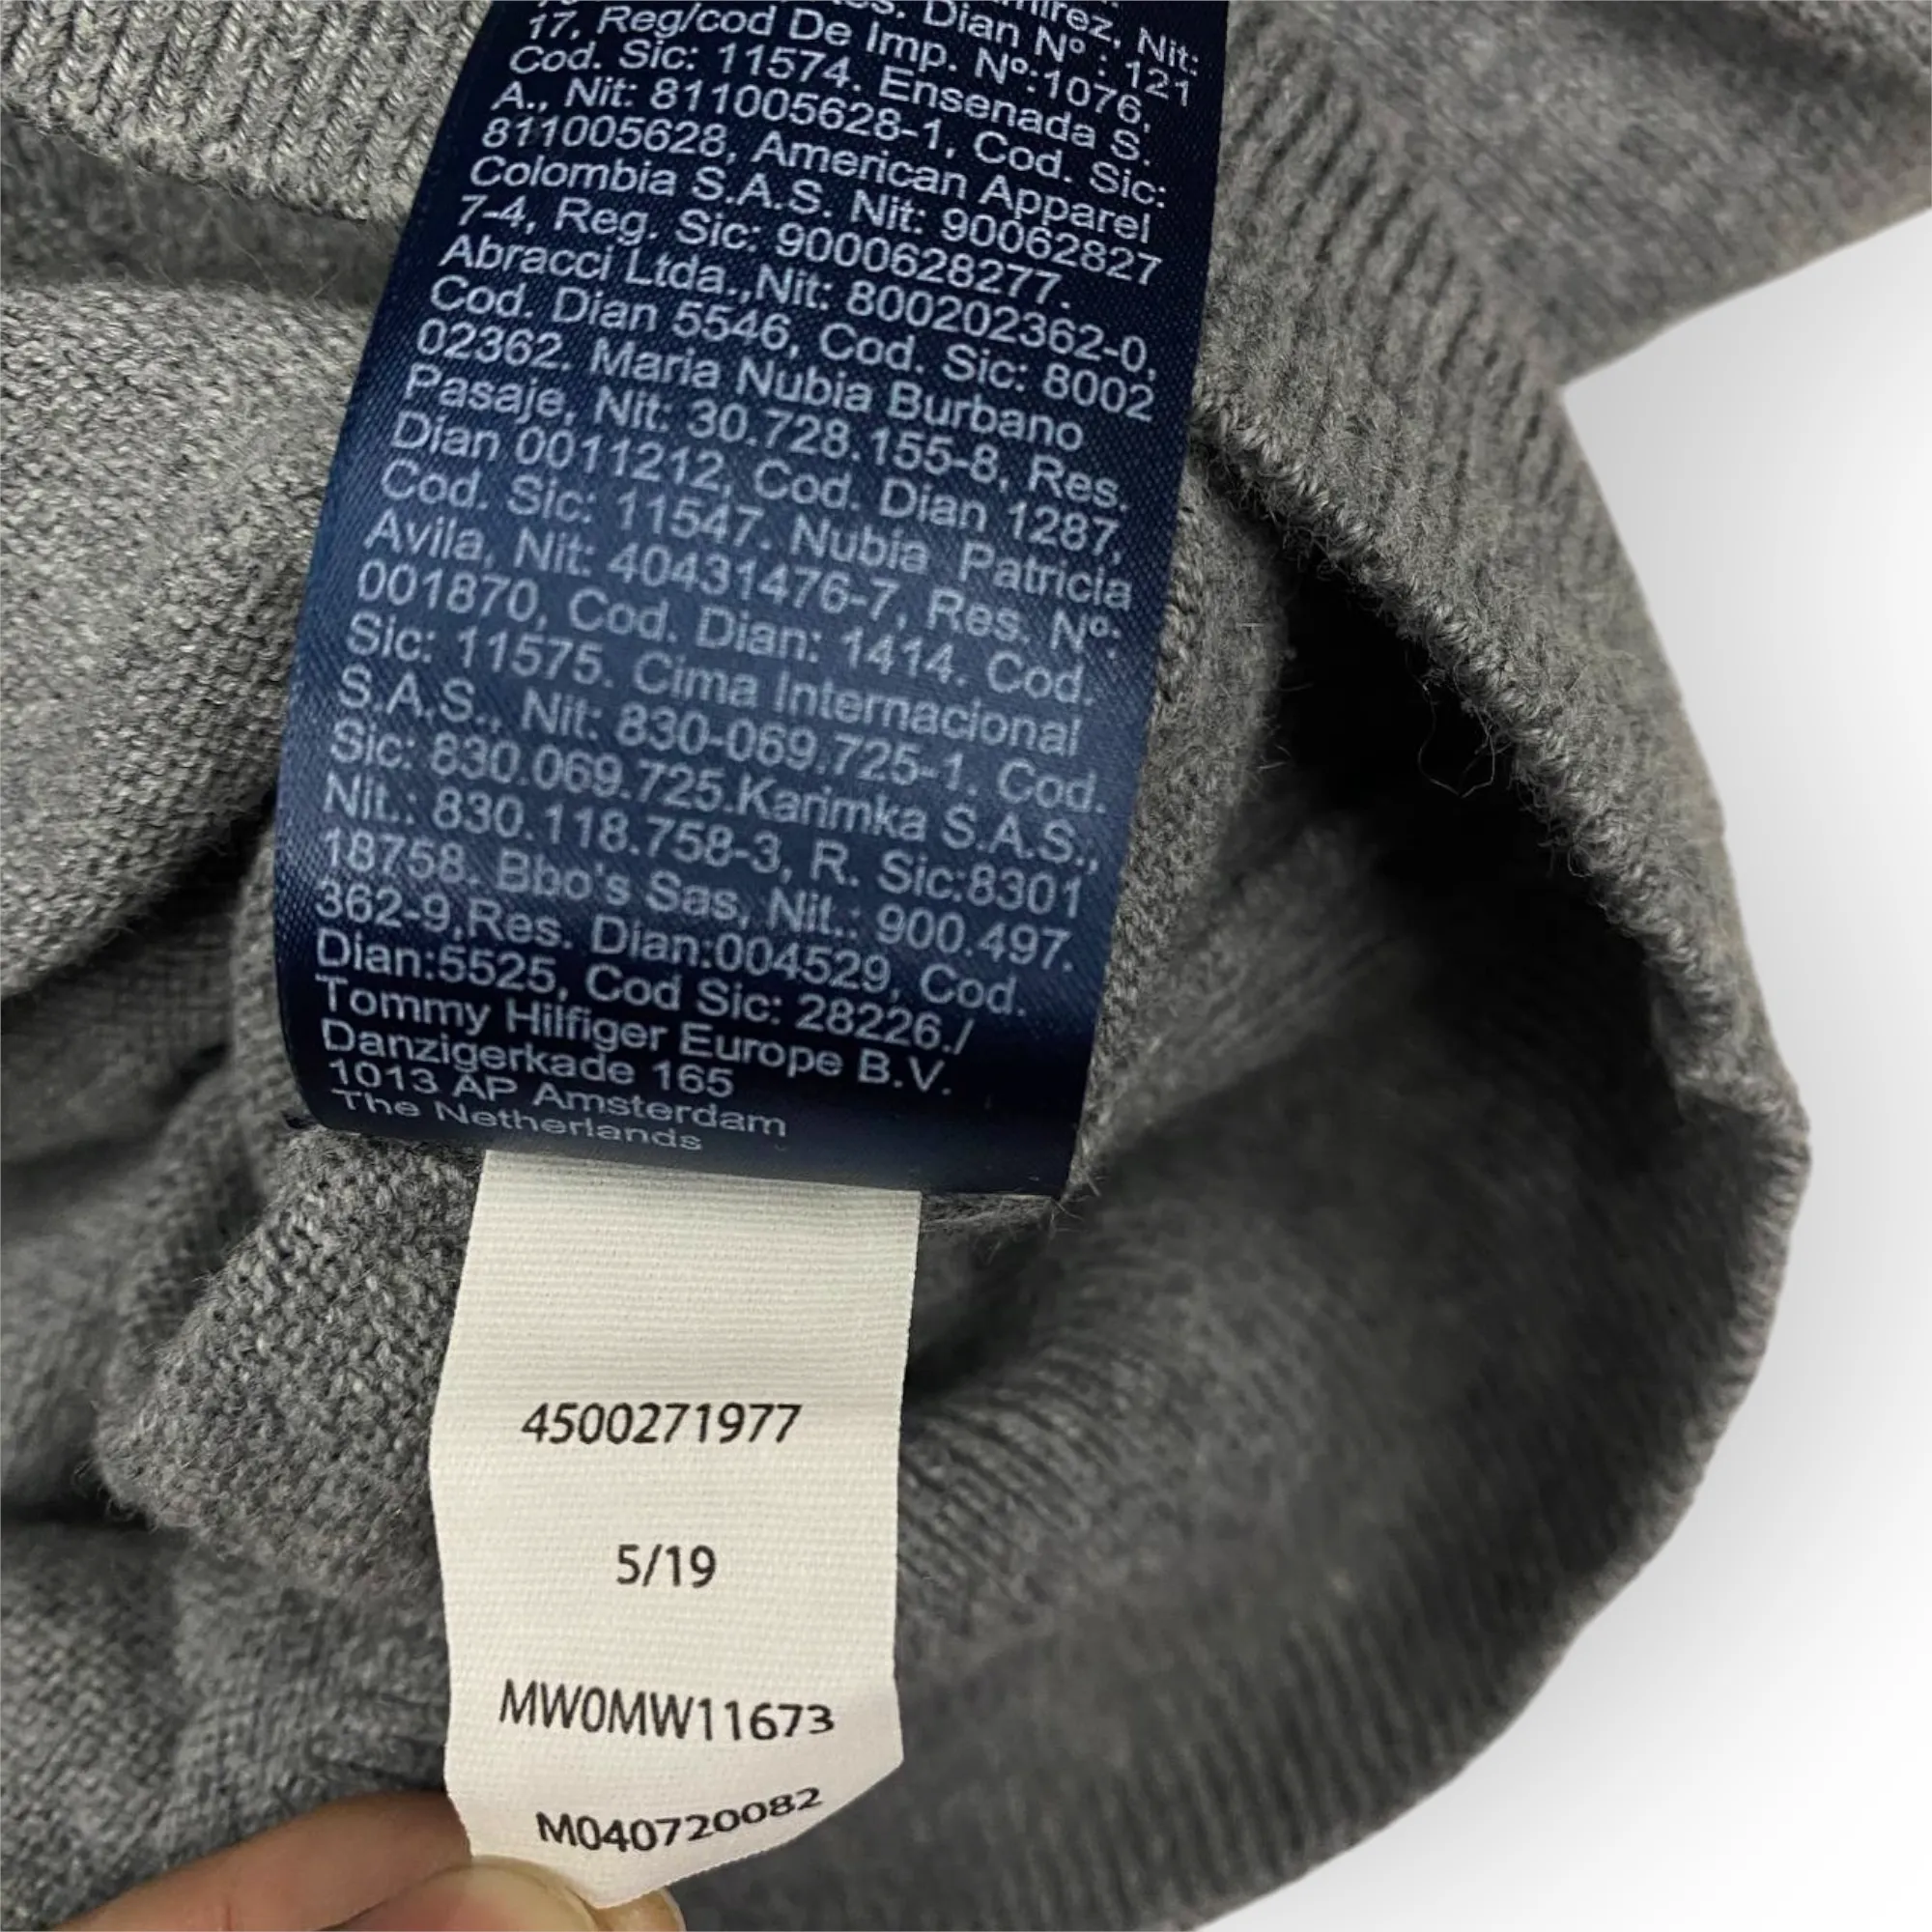 Nit:
Dian Nº : 121
17, Reg/cod De Imp. Nº:1076,
Cod. Sic: 11574. Ensenada S.
A., Nit: 811005628-1, Cod. Sic:
811005628, American Apparel
Colombia S.A.S. Nit: 90062827
7-4, Reg. Sic: 9000628277.
Abracci Ltda.,Nit: 800202362-0,
Cod. Dian 5546, Cod. Sic: 8002
02362. Maria Nubia Burbano
Pasaje, Nit: 30.728.155-8, Res.
Dian 0011212, Cod. Dian 1287,
Cod. Sic: 11547. Nubia Patricia
Avila, Nit: 40431476-7, Res. Nº:
001870, Cod. Dian: 1414. Cod.
Sic: 11575. Cima Internacional
S.A.S., Nit: 830-069.725-1. Cod.
Sic: 830.069.725.Karimka S.A.S.,
Nit.: 830.118.758-3, R. Sic:8301
18758. Bbo's Sas, Nit.: 900.497.
362-9,Res. Dian:004529, Cod.
Dian:5525, Cod Sic: 28226./
Tommy Hilfiger Europe B.V.
Danzigerkade 165
1013 AP Amsterdam
The Netherlands
4500271977
5/19
MW0MW11673
M040720082